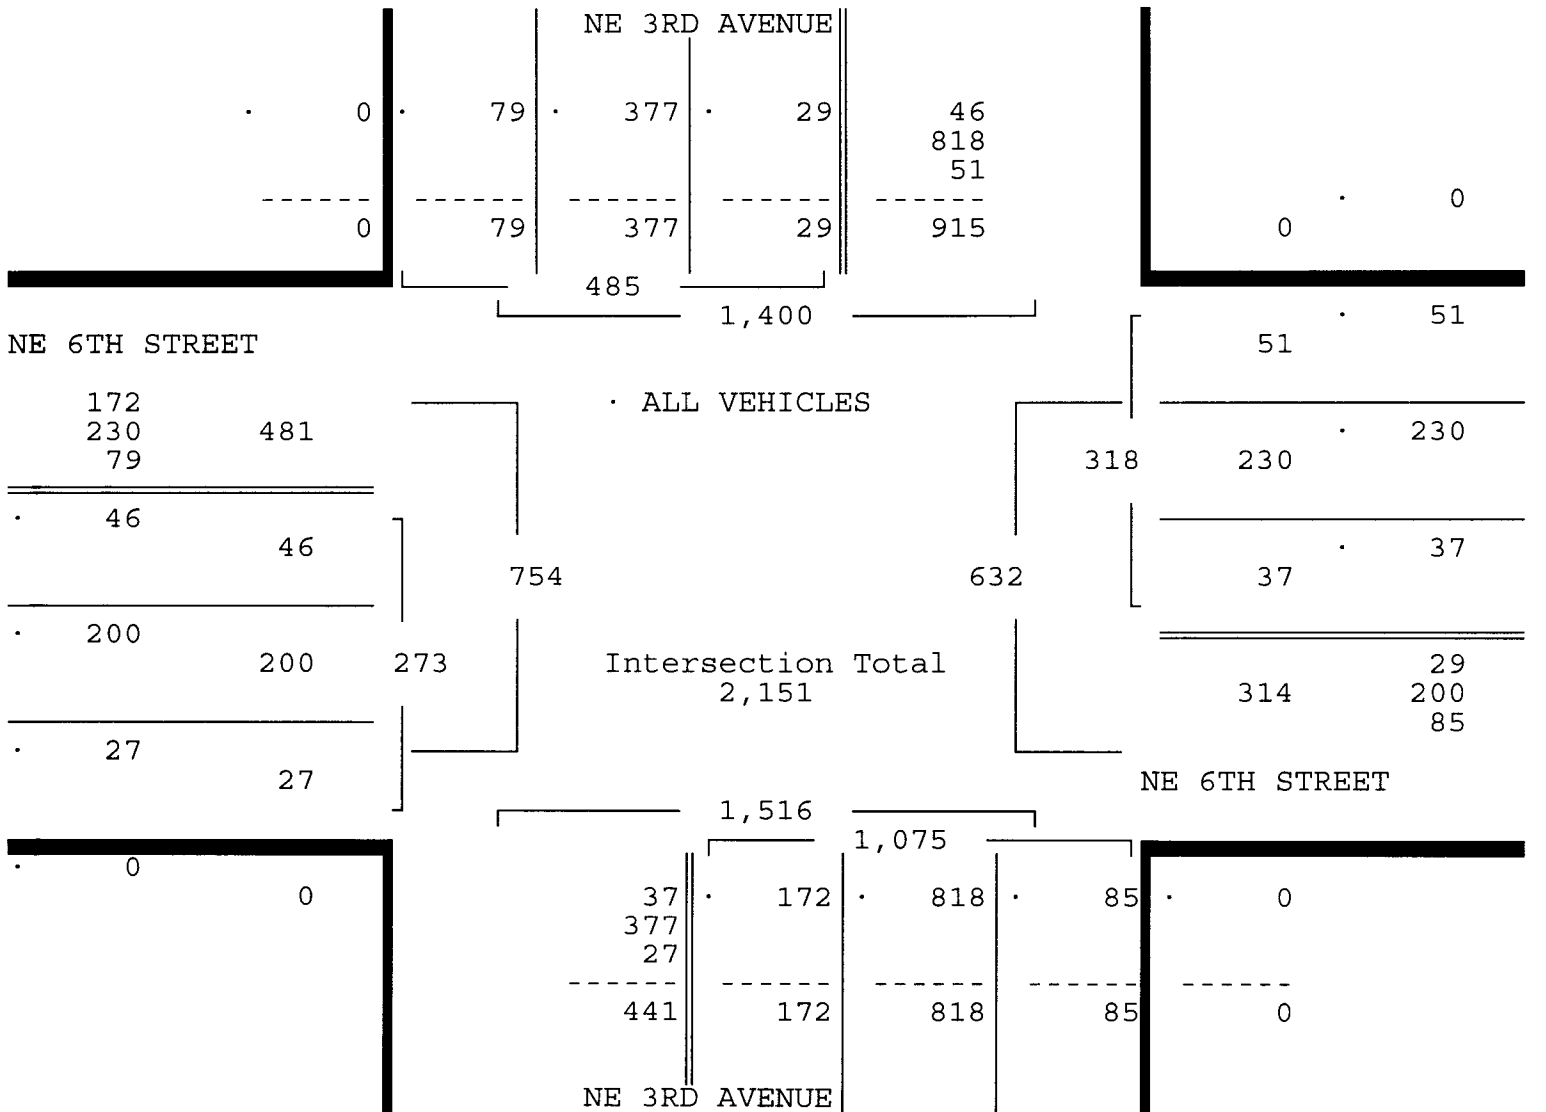 NE 3RD AVENUE
· 0 · 79 · 377 · 29 46
818
51
· 0
------ ------ ------ ------ ------
0 79 377 29 915 0
485
1,400
· 51
NE 6TH STREET 51
172 · ALL VEHICLES
230 481 · 230
79 318 230
· 46
46 · 37
754 632 37
· 200
200 273 Intersection Total 29
2,151 314 200
85
· 27
27 NE 6TH STREET
1,516
1,075
· 0
0 37 · 172 · 818 · 85 · 0
377
27
------ ------ ------ ------ ------
441 172 818 85 0
NE 3RD AVENUE